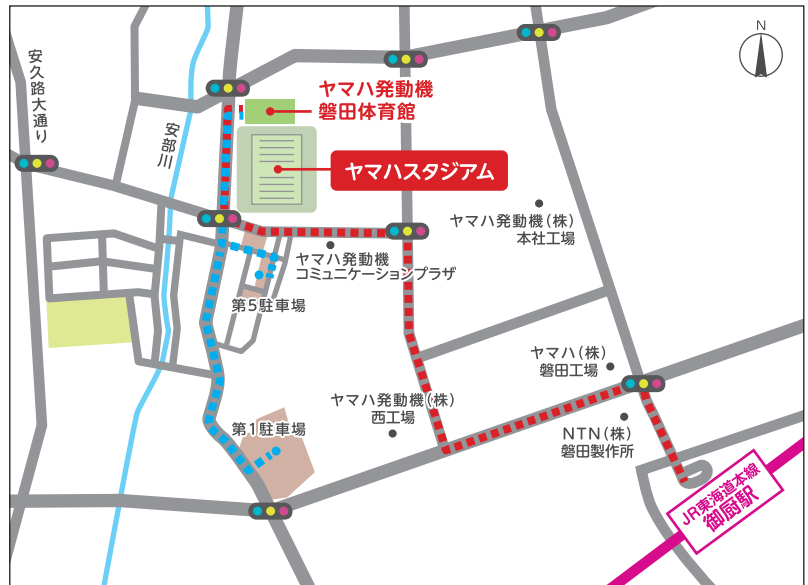 N
安久路大通り
安部川
ヤマハ発動機
磐田体育館
ヤマハスタジアム
ヤマハ発動機(株)
本社工場
ヤマハ発動機
コミュニケーションプラザ
第5駐車場
ヤマハ(株)
磐田工場
ヤマハ発動機(株)
西工場
第1駐車場
NTN(株)
磐田製作所
JR東海道本線
御厨駅